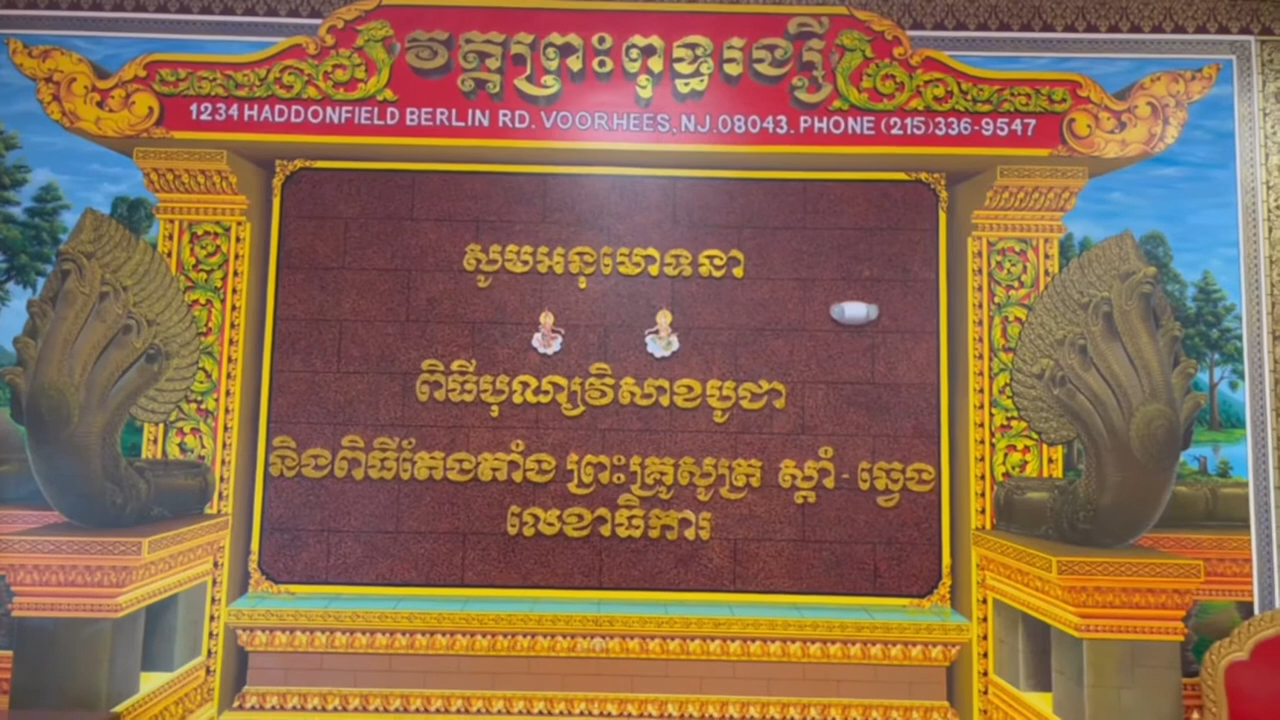 វត្តព្រះពុទ្ធរង្សី
1234 HADDONFIELD BERLIN RD. VOORHEES, NJ. 08043. PHONE (215)336-9547
សូមអនុមោទនា
ពិធីបុណ្យវិសាខបូជា
និងពិធីតែងតាំង ព្រះគ្រូសូត្រ ស្តាំ - ឆ្វេង
លេខាធិការ